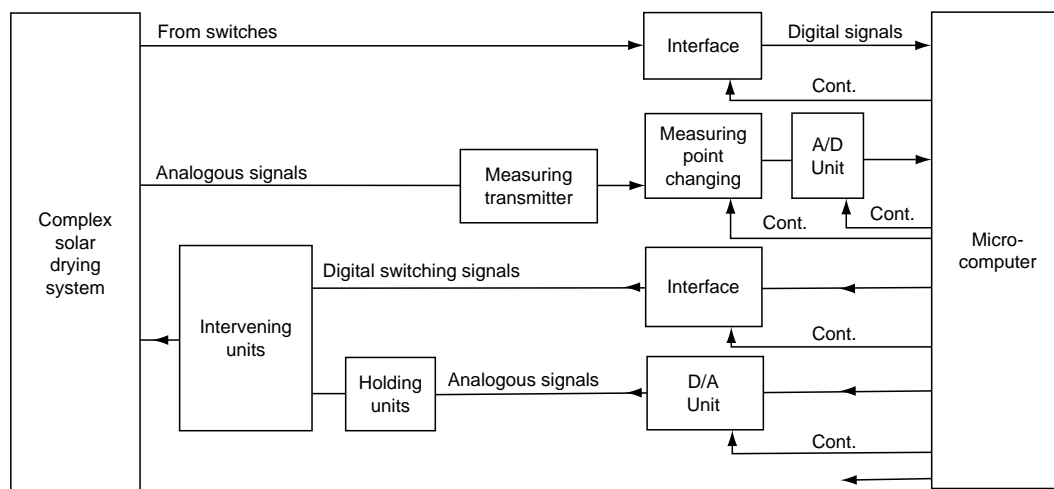 From switches
Interface
Digital signals
Cont.
Analogous signals
Measuring
transmitter
Measuring
point
changing
A/D
Unit
Cont.
Cont.
Complex
solar
drying
system
Micro-
computer
Intervening
units
Digital switching signals
Interface
Cont.
Holding
units
Analogous signals
D/A
Unit
Cont.